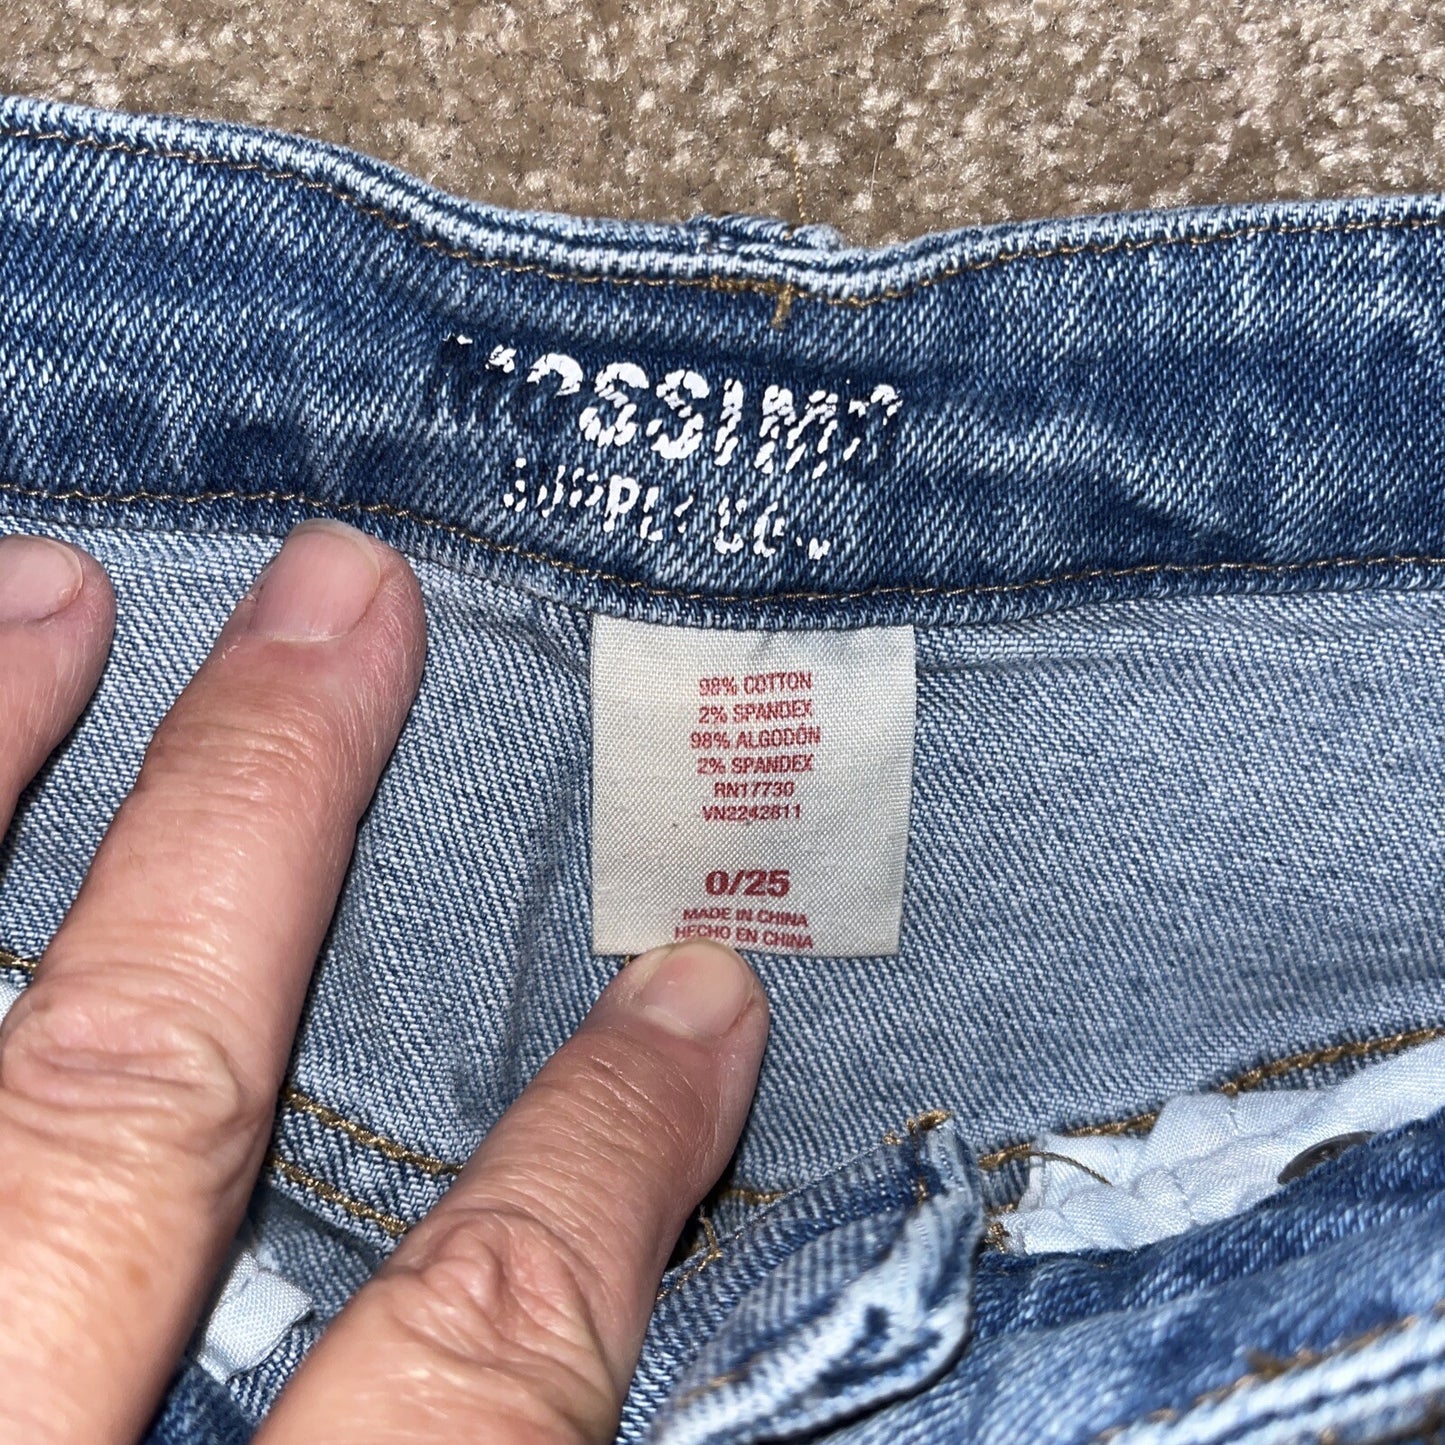 MOSSIMO
SUPPLY CO.
98% COTTON
2% SPANDEX
98% ALGODÓN
2% SPANDEX
RN17730
VN2242811
0/25
MADE IN CHINA
HECHO EN CHINA